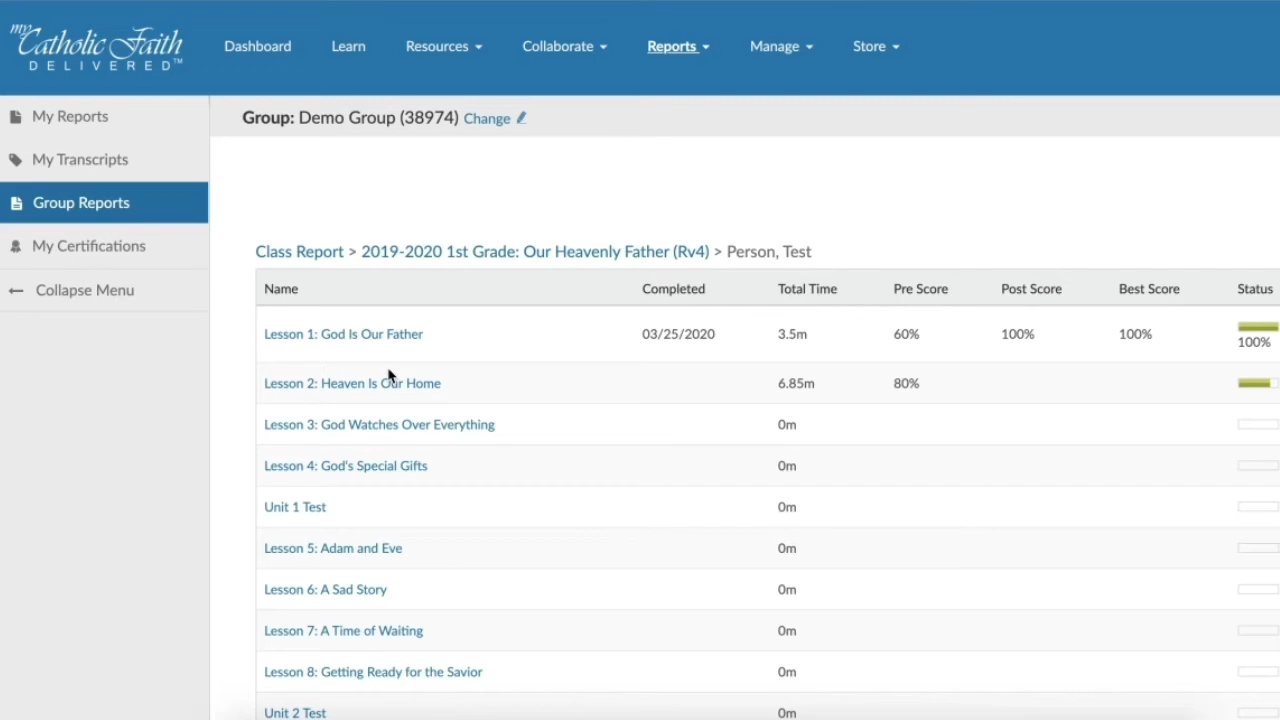 my Catholic Faith
DELIVERED™
Dashboard Learn Resources Collaborate Reports Manage Store
My Reports
My Transcripts
Group Reports
My Certifications
Collapse Menu
Group: Demo Group (38974) Change
Class Report > 2019-2020 1st Grade: Our Heavenly Father (Rv4) > Person, Test
Name Completed Total Time Pre Score Post Score Best Score Status
Lesson 1: God Is Our Father 03/25/2020 3.5m 60% 100% 100% 100%
Lesson 2: Heaven Is Our Home 6.85m 80%
Lesson 3: God Watches Over Everything 0m
Lesson 4: God's Special Gifts 0m
Unit 1 Test 0m
Lesson 5: Adam and Eve 0m
Lesson 6: A Sad Story 0m
Lesson 7: A Time of Waiting 0m
Lesson 8: Getting Ready for the Savior 0m
Unit 2 Test 0m